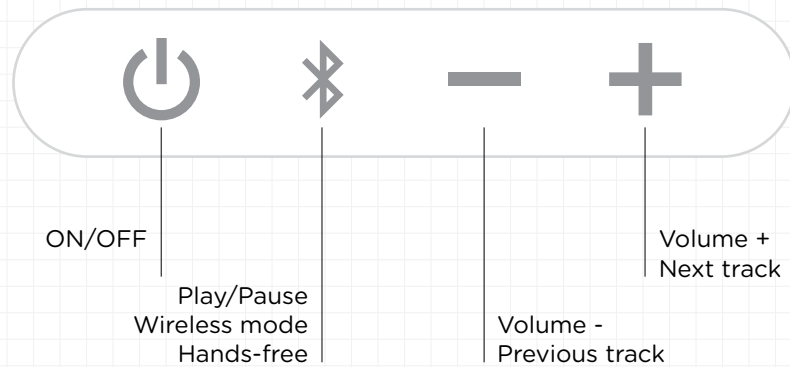 ON/OFF
Play/Pause
Wireless mode
Hands-free
Volume -
Previous track
Volume +
Next track